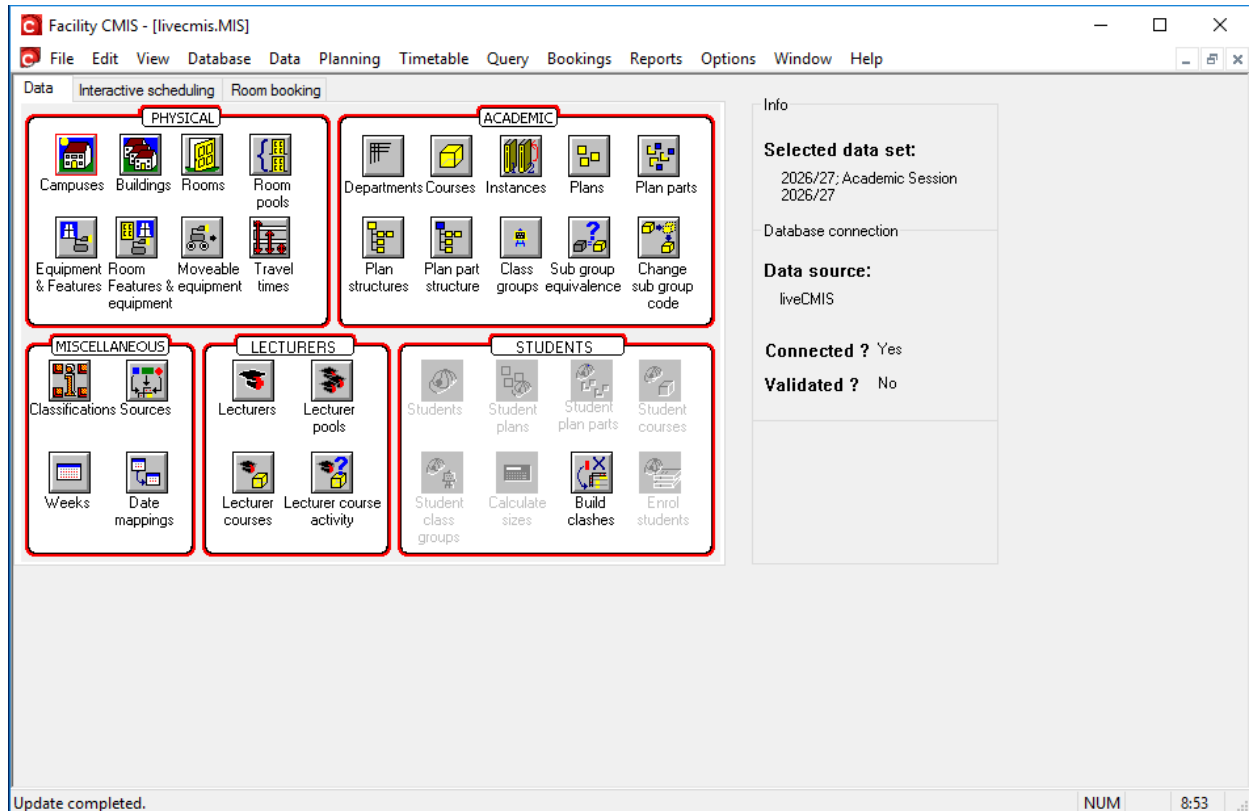 Facility CMIS - [livecmis.MIS]
File Edit View Database Data Planning Timetable Query Bookings Reports Options Window Help
Data Interactive scheduling Room booking
PHYSICAL
Campuses Buildings Rooms Room
pools
Equipment Room Moveable Travel
& Features Features & equipment times
equipment
ACADEMIC
Departments Courses Instances Plans Plan parts
Plan Plan part Class Sub group Change
structures structure groups equivalence sub group
code
MISCELLANEOUS
Classifications Sources
Weeks Date
mappings
LECTURERS
Lecturers Lecturer
pools
Lecturer Lecturer course
courses activity
STUDENTS
Students Student Student Student
plans plan parts courses
Student Calculate Build Enrol
class sizes clashes students
groups
Info
Selected data set:
2026/27; Academic Session
2026/27
Database connection
Data source:
liveCMIS
Connected ? Yes
Validated ? No
Update completed.
NUM 8:53